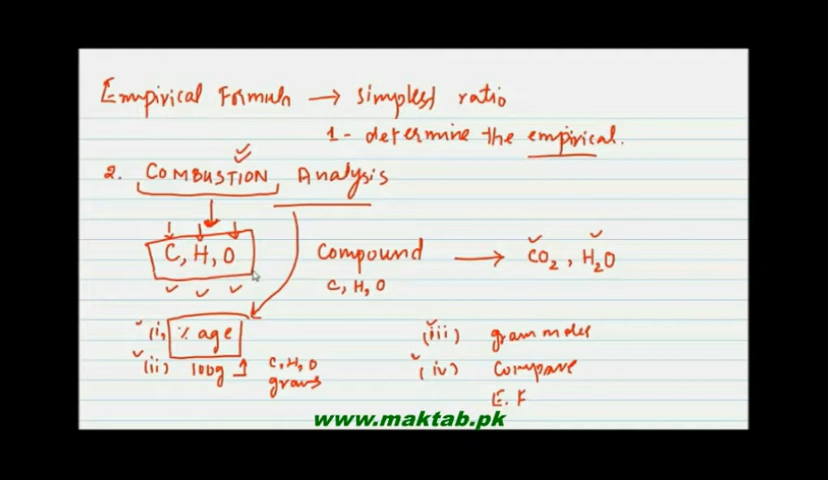 Empirical Formula → simplest ratio
1 - determine the empirical.
2. COMBUSTION Analysis
C, H, O
Compound → CO₂, H₂O
C, H, O
(i) % age
(ii) 100g C, H, O
grams
(iii) gram moles
(iv) Compare
E. F
www.maktab.pk